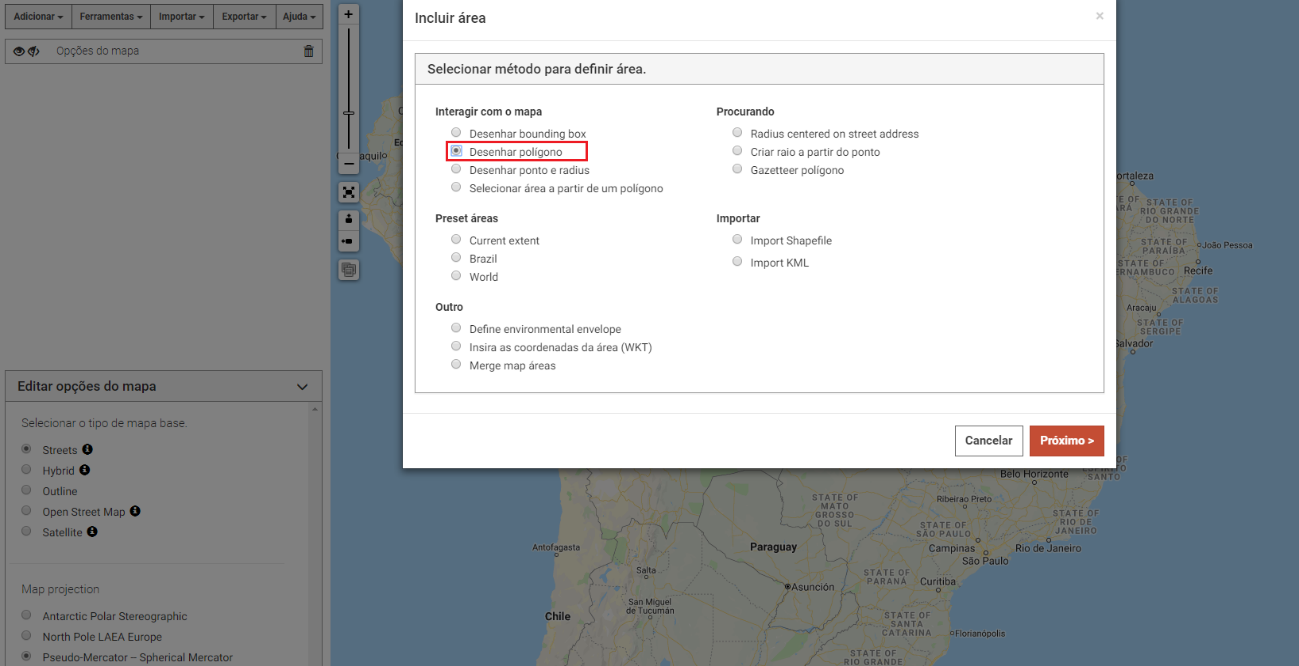 Adicionar
Ferramentas
Importar
Exportar
Ajuda
Opções do mapa
Editar opções do mapa
Selecionar o tipo de mapa base.
Streets
Hybrid
Outline
Open Street Map
Satellite
Map projection
Antarctic Polar Stereographic
North Pole LAEA Europe
Pseudo-Mercator – Spherical Mercator
Incluir área
×
Selecionar método para definir área.
Interagir com o mapa
Desenhar bounding box
Desenhar polígono
Desenhar ponto e radius
Selecionar área a partir de um polígono
Preset áreas
Current extent
Brazil
World
Outro
Define environmental envelope
Insira as coordenadas da área (WKT)
Merge map áreas
Procurando
Radius centered on street address
Criar raio a partir do ponto
Gazetteer polígono
Importar
Import Shapefile
Import KML
Cancelar
Próximo >
aquilo
ortaleza
STATE OF
RIO GRANDE
DO NORTE
STATE OF
PARAÍBA
João Pessoa
STATE OF
ERNAMBUCO
Recife
STATE OF
ALAGOAS
Aracaju
STATE OF
SERGIPE
alvador
Belo Horizonte
SANTO
STATE OF
MATO
GROSSO
DO SUL
Ribeirao Preto
STATE OF
SÃO PAULO
STATE OF
RIO DE
JANEIRO
Campinas
Rio de Janeiro
São Paulo
Antofagasta
Paraguay
Salta
Asunción
STATE OF
PARANÁ
Curitiba
San Miguel
de Tucumán
Chile
STATE OF
SANTA
CATARINA
Florianópolis
STATE OF
RIO GRANDE